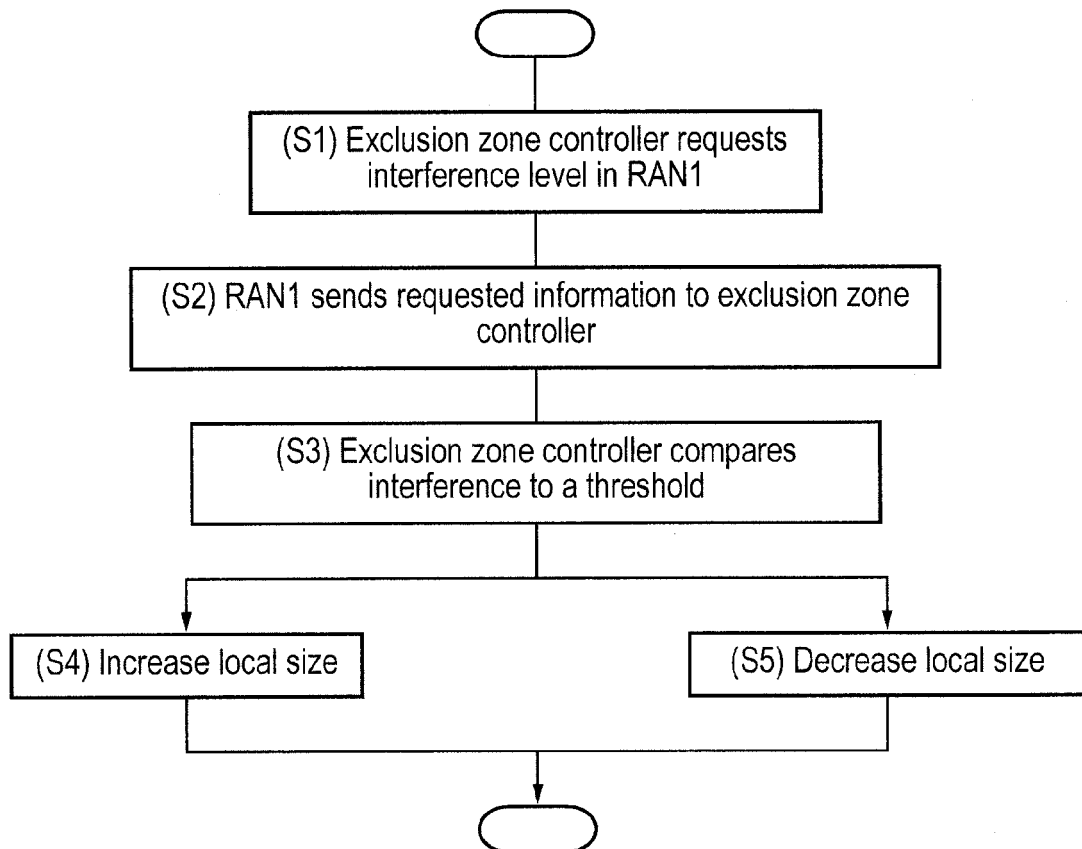 (S1) Exclusion zone controller requests
interference level in RAN1
(S2) RAN1 sends requested information to exclusion zone
controller
(S3) Exclusion zone controller compares
interference to a threshold
(S4) Increase local size
(S5) Decrease local size